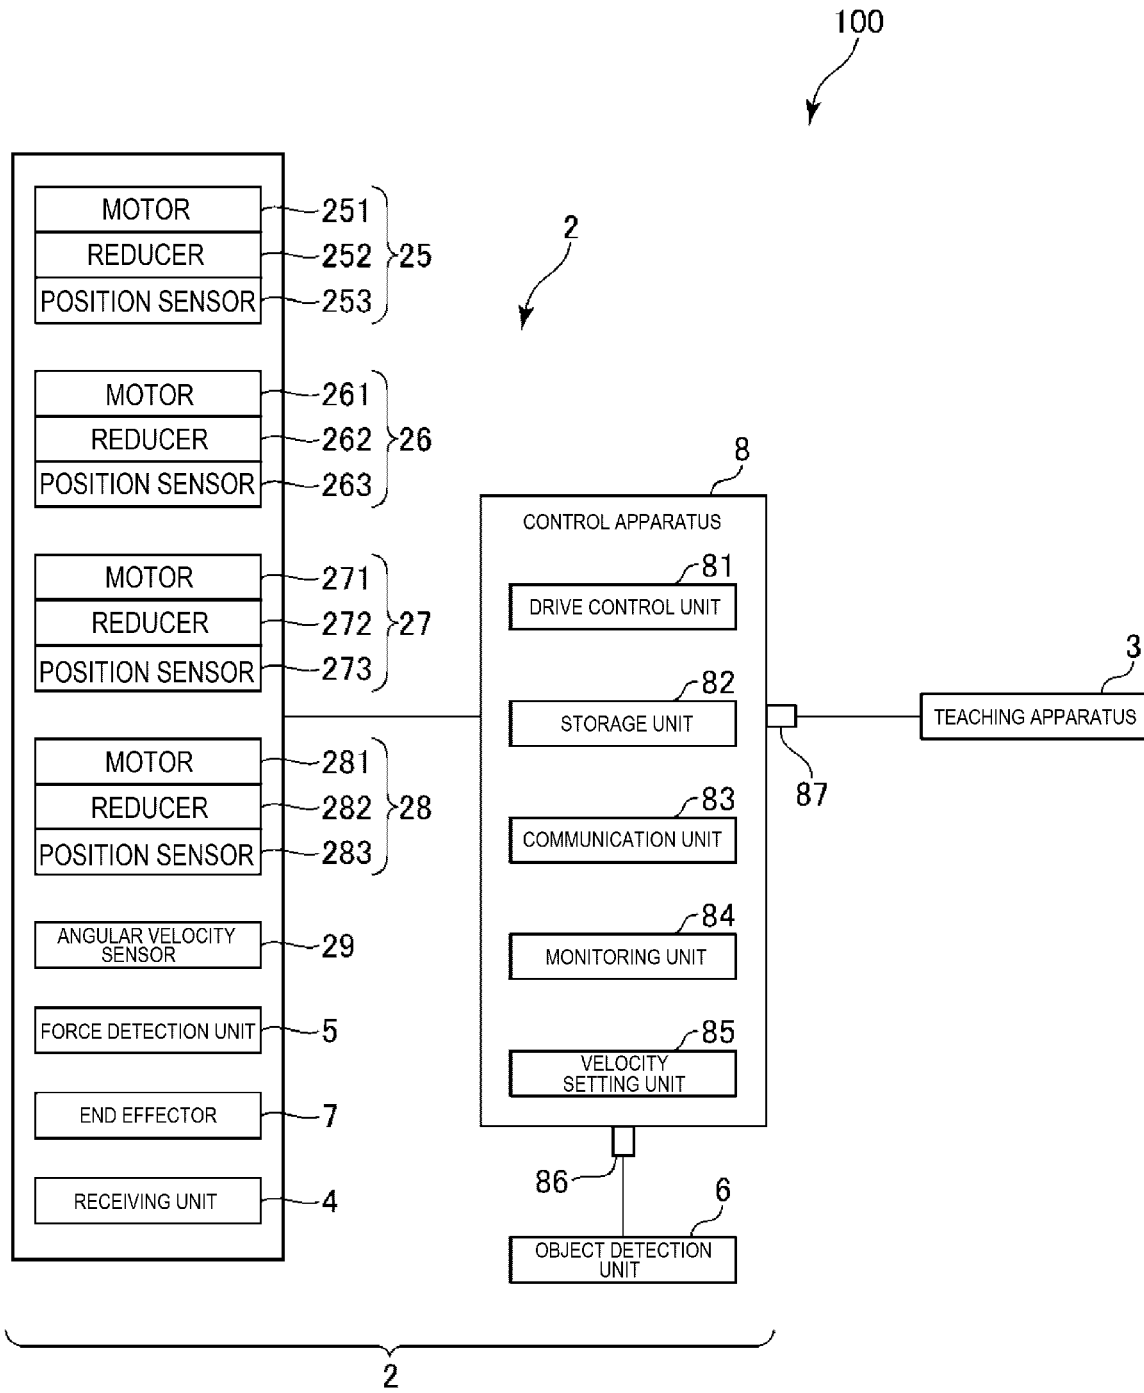 100
2
MOTOR 251
REDUCER 252 25
POSITION SENSOR 253
MOTOR 261
REDUCER 262 26
POSITION SENSOR 263
MOTOR 271
REDUCER 272 27
POSITION SENSOR 273
MOTOR 281
REDUCER 282 28
POSITION SENSOR 283
ANGULAR VELOCITY
SENSOR 29
FORCE DETECTION UNIT 5
END EFFECTOR 7
RECEIVING UNIT 4
8
CONTROL APPARATUS
81
DRIVE CONTROL UNIT
82
STORAGE UNIT
83
COMMUNICATION UNIT
84
MONITORING UNIT
85
VELOCITY
SETTING UNIT
87
3
TEACHING APPARATUS
86
6
OBJECT DETECTION
UNIT
2